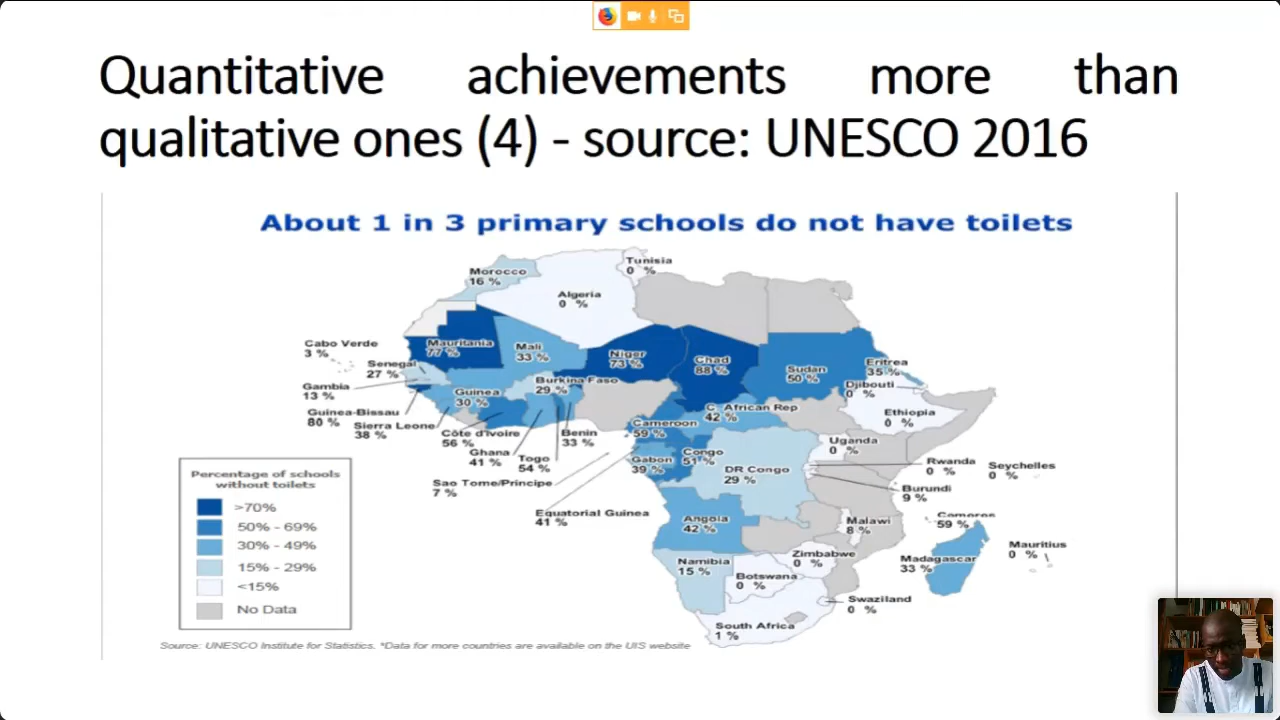 Quantitative achievements more than
qualitative ones (4) - source: UNESCO 2016
About 1 in 3 primary schools do not have toilets
Tunisia
0 %
Morocco
16 %
Algeria
0 %
Cabo Verde
3 %
Mauritania
77 %
Mali
33 %
Niger
73 %
Chad
88 %
Sudan
50 %
Eritrea
35 %
Senegal
27 %
Gambia
13 %
Burkina Faso
29 %
Djibouti
0 %
Guinea
30 %
Guinea-Bissau
80 %
Sierra Leone
38 %
C. African Rep
42 %
Ethiopia
0 %
Cameroon
59 %
Côte d'Ivoire
56 %
Benin
33 %
Ghana
41 %
Togo
54 %
Gabon
39 %
Congo
51 %
DR Congo
29 %
Uganda
0 %
Rwanda
0 %
Seychelles
0 %
Sao Tome/Principe
7 %
Burundi
9 %
Equatorial Guinea
41 %
Angola
42 %
Malawi
8 %
Comoros
59 %
Mauritius
0 %
Zimbabwe
0 %
Madagascar
33 %
Namibia
15 %
Botswana
0 %
Swaziland
0 %
South Africa
1 %
Percentage of schools
without toilets
>70%
50% - 69%
30% - 49%
15% - 29%
<15%
No Data
Source: UNESCO Institute for Statistics. *Data for more countries are available on the UIS website